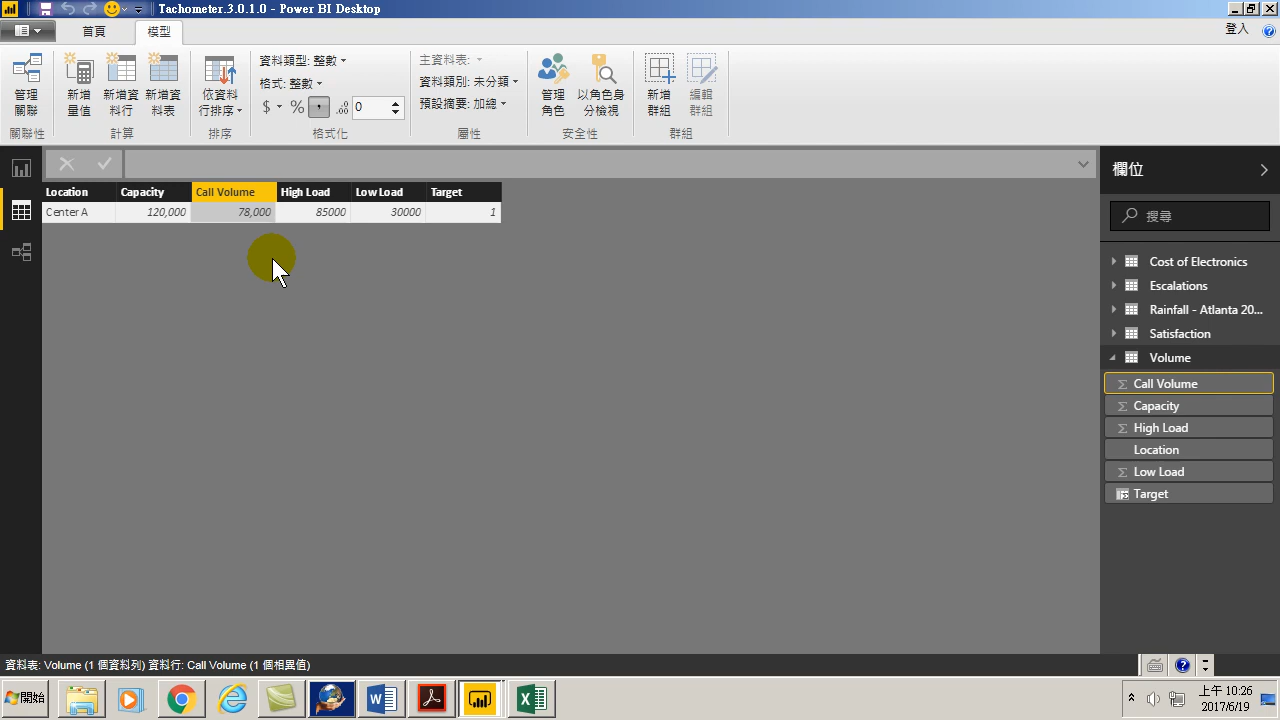 Tachometer.3.0.1.0 - Power BI Desktop
首頁 模型 登入
管理關聯
新增量值
新增資料行
新增資料表
依資料行排序
資料類型: 整數
格式: 整數
$ % , .00 0
主資料表:
資料類別: 未分類
預設摘要: 加總
管理角色
以角色身分檢視
新增群組
編輯群組
關聯性 計算 排序 格式化 屬性 安全性 群組
Location Capacity Call Volume High Load Low Load Target
Center A 120,000 78,000 85000 30000 1
欄位
搜尋
Cost of Electronics
Escalations
Rainfall - Atlanta 20...
Satisfaction
Volume
Call Volume
Capacity
High Load
Location
Low Load
Target
資料表: Volume (1 個資料列) 資料行: Call Volume (1 個相異值)
開始
上午 10:26
2017/6/19